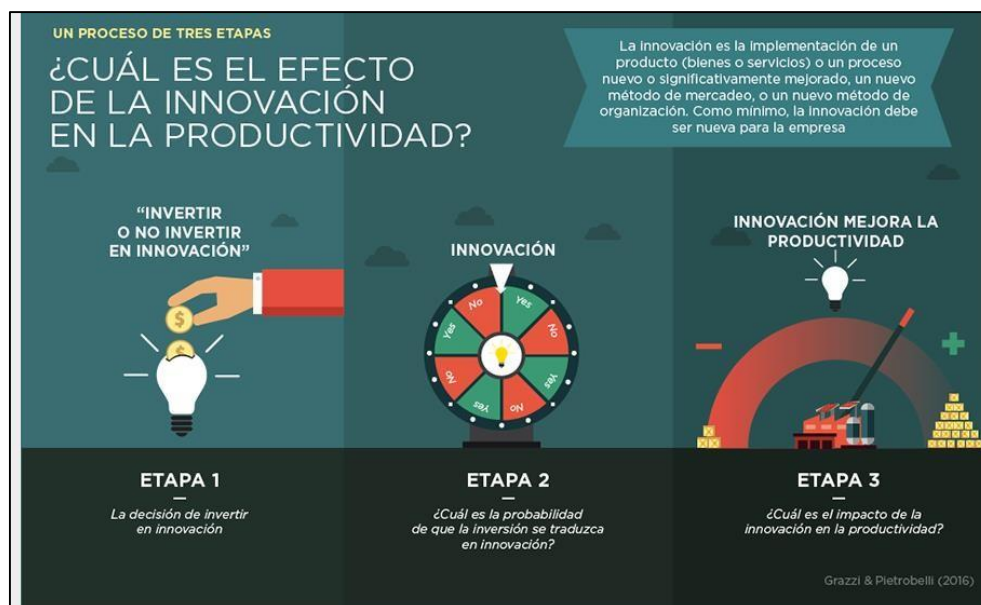 UN PROCESO DE TRES ETAPAS
¿CUÁL ES EL EFECTO
DE LA INNOVACIÓN
EN LA PRODUCTIVIDAD?
La innovación es la implementación de un
producto (bienes o servicios) o un proceso
nuevo o significativamente mejorado, un nuevo
método de mercadeo, o un nuevo método de
organización. Como mínimo, la innovación debe
ser nueva para la empresa
“INVERTIR
O NO INVERTIR
EN INNOVACIÓN”
$
$
INNOVACIÓN
Yes
No
Yes
No
Yes
No
Yes
No
INNOVACIÓN MEJORA LA
PRODUCTIVIDAD
ETAPA 1
La decisión de invertir
en innovación
ETAPA 2
¿Cuál es la probabilidad
de que la inversión se traduzca
en innovación?
ETAPA 3
¿Cuál es el impacto de la
innovación en la productividad?
Grazzi & Pietrobelli (2016)